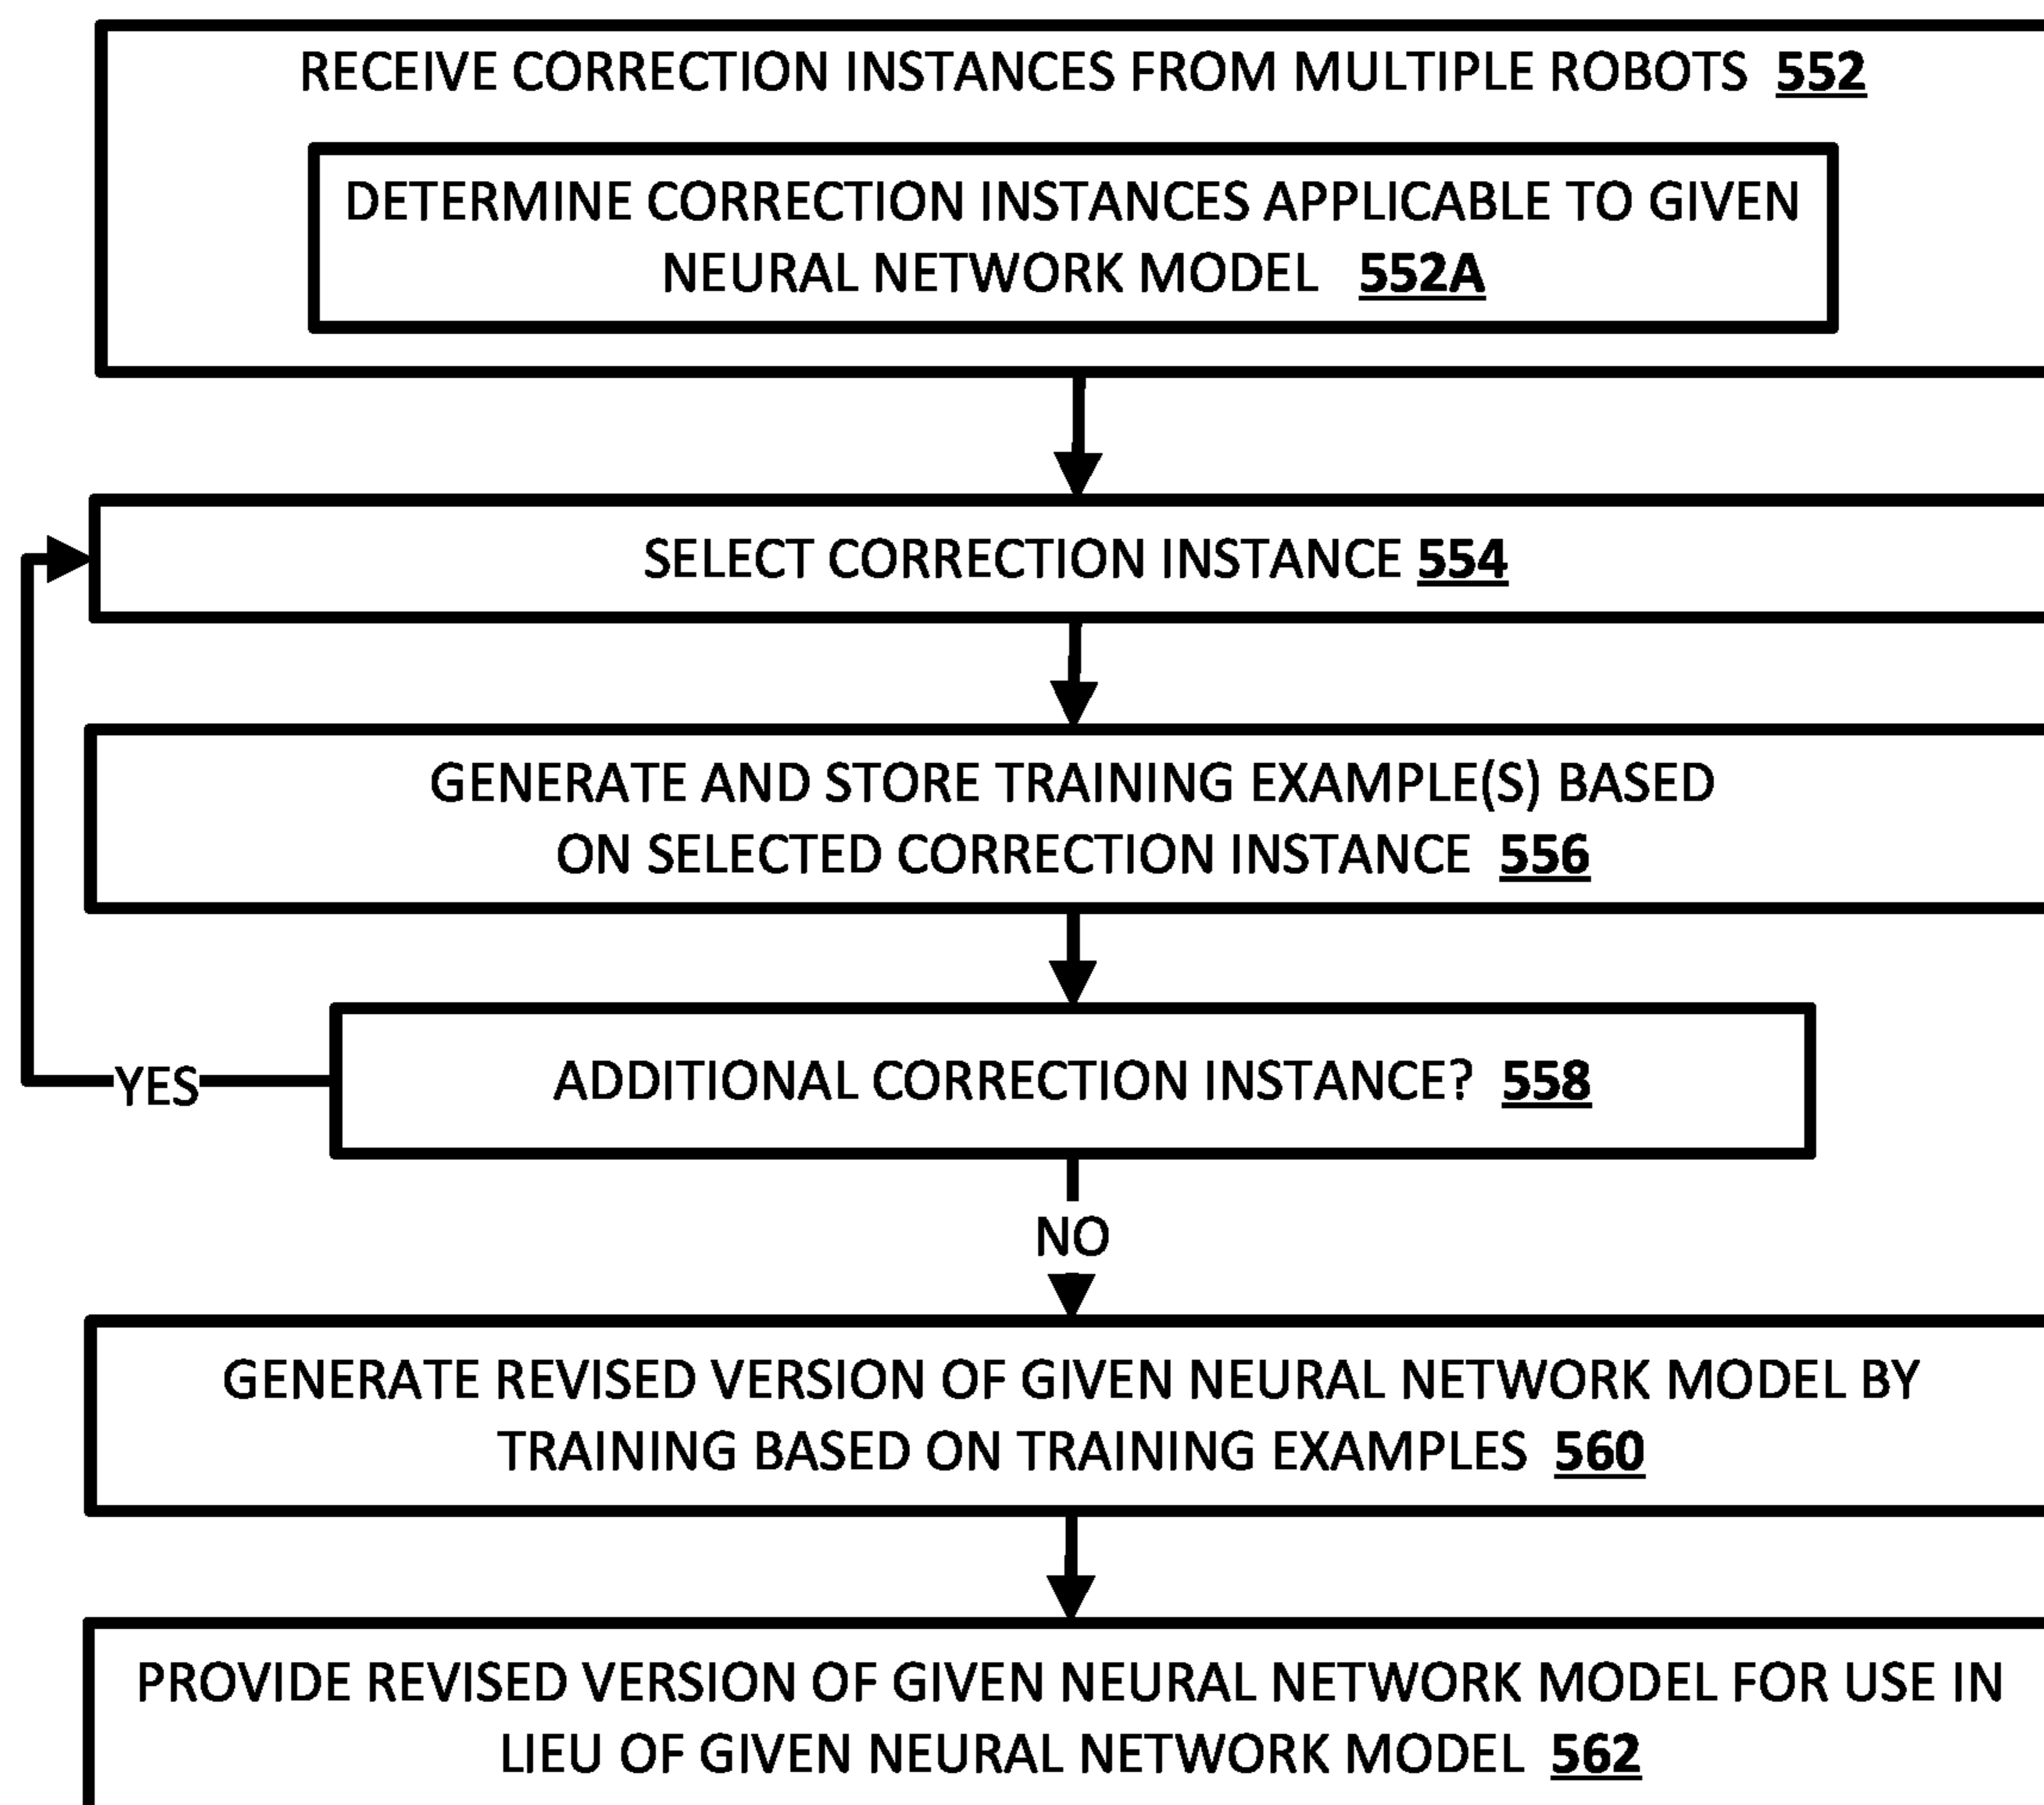 RECEIVE CORRECTION INSTANCES FROM MULTIPLE ROBOTS 552
DETERMINE CORRECTION INSTANCES APPLICABLE TO GIVEN
NEURAL NETWORK MODEL 552A
SELECT CORRECTION INSTANCE 554
GENERATE AND STORE TRAINING EXAMPLE(S) BASED
ON SELECTED CORRECTION INSTANCE 556
ADDITIONAL CORRECTION INSTANCE? 558
YES
NO
GENERATE REVISED VERSION OF GIVEN NEURAL NETWORK MODEL BY
TRAINING BASED ON TRAINING EXAMPLES 560
PROVIDE REVISED VERSION OF GIVEN NEURAL NETWORK MODEL FOR USE IN
LIEU OF GIVEN NEURAL NETWORK MODEL 562